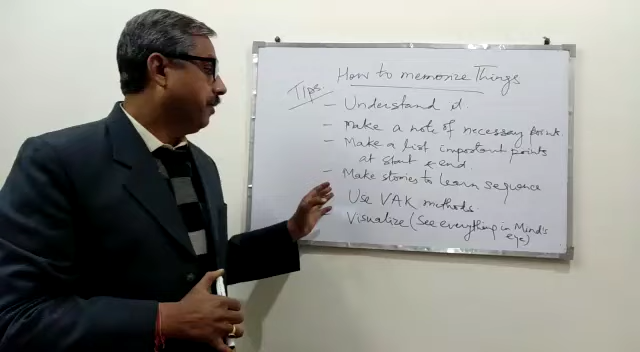 How to memorize Things
Tips:
- Understand it.
- Make a note of necessary points.
- Make a list important points
at start & end.
- Make stories to learn sequence
Use VAK methods.
Visualize (See everything in Mind's
eye)